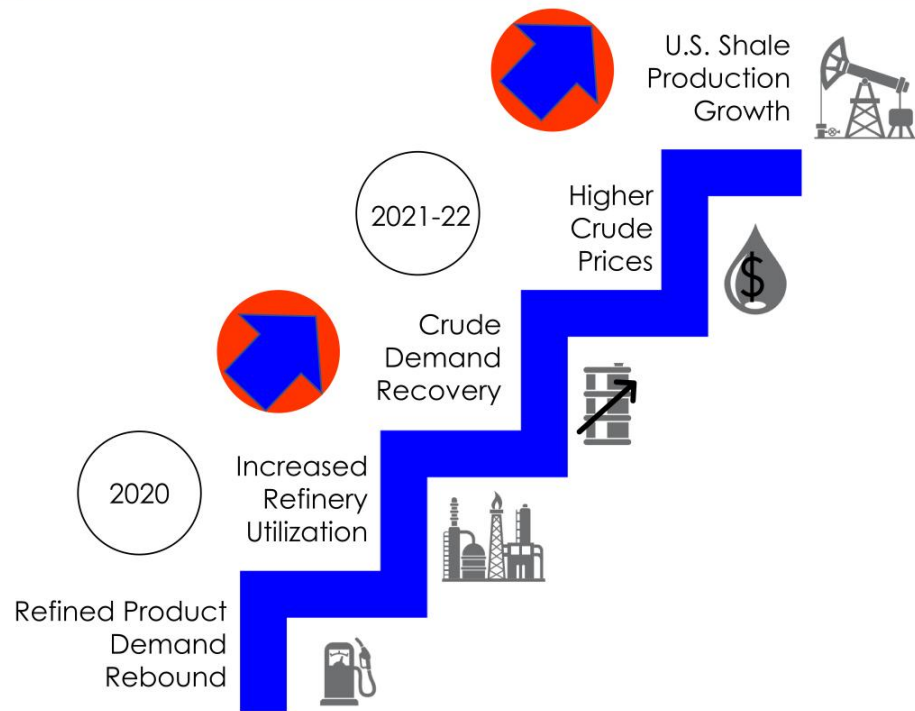 U.S. Shale
Production
Growth
2021-22
Higher
Crude
Prices
$
Crude
Demand
Recovery
2020
Increased
Refinery
Utilization
Refined Product
Demand
Rebound